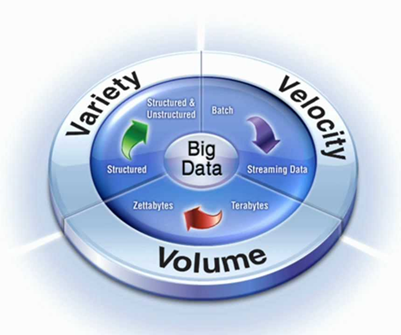 Variety
Velocity
Structured &
Unstructured
Batch
Big
Data
Structured
Streaming Data
Zettabytes
Terabytes
Volume